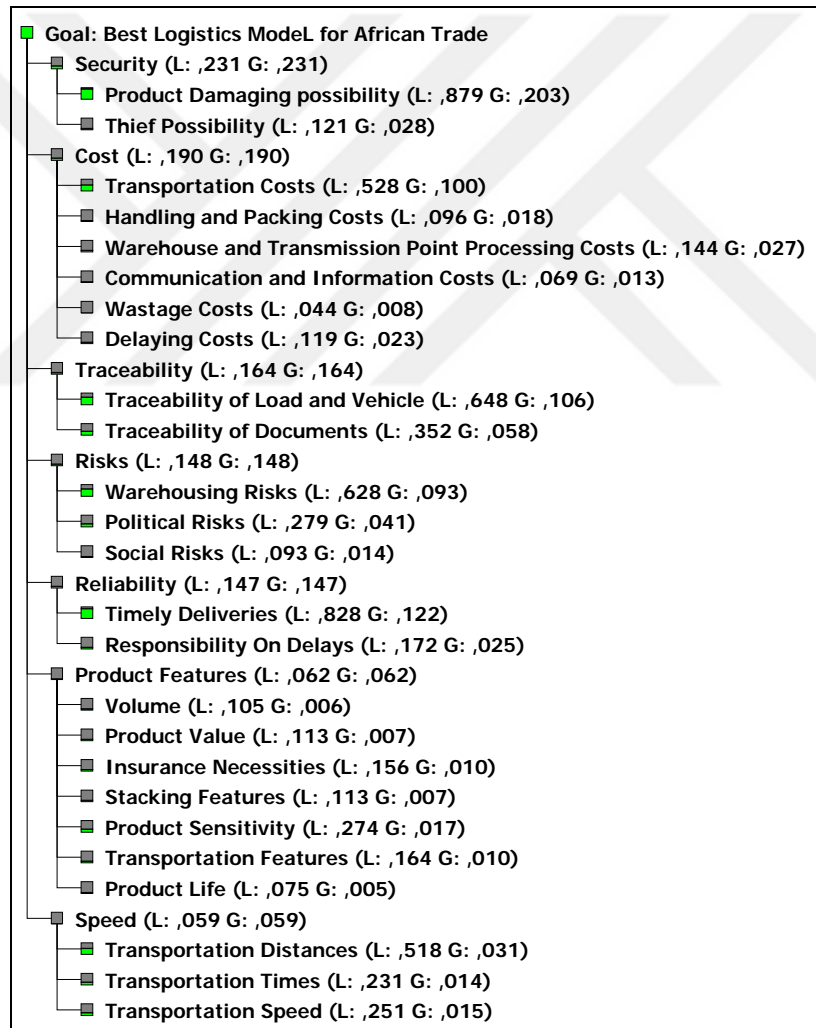 Goal: Best Logistics ModeL for African Trade
Security (L: ,231 G: ,231)
Product Damaging possibility (L: ,879 G: ,203)
Thief Possibility (L: ,121 G: ,028)
Cost (L: ,190 G: ,190)
Transportation Costs (L: ,528 G: ,100)
Handling and Packing Costs (L: ,096 G: ,018)
Warehouse and Transmission Point Processing Costs (L: ,144 G: ,027)
Communication and Information Costs (L: ,069 G: ,013)
Wastage Costs (L: ,044 G: ,008)
Delaying Costs (L: ,119 G: ,023)
Traceability (L: ,164 G: ,164)
Traceability of Load and Vehicle (L: ,648 G: ,106)
Traceability of Documents (L: ,352 G: ,058)
Risks (L: ,148 G: ,148)
Warehousing Risks (L: ,628 G: ,093)
Political Risks (L: ,279 G: ,041)
Social Risks (L: ,093 G: ,014)
Reliability (L: ,147 G: ,147)
Timely Deliveries (L: ,828 G: ,122)
Responsibility On Delays (L: ,172 G: ,025)
Product Features (L: ,062 G: ,062)
Volume (L: ,105 G: ,006)
Product Value (L: ,113 G: ,007)
Insurance Necessities (L: ,156 G: ,010)
Stacking Features (L: ,113 G: ,007)
Product Sensitivity (L: ,274 G: ,017)
Transportation Features (L: ,164 G: ,010)
Product Life (L: ,075 G: ,005)
Speed (L: ,059 G: ,059)
Transportation Distances (L: ,518 G: ,031)
Transportation Times (L: ,231 G: ,014)
Transportation Speed (L: ,251 G: ,015)